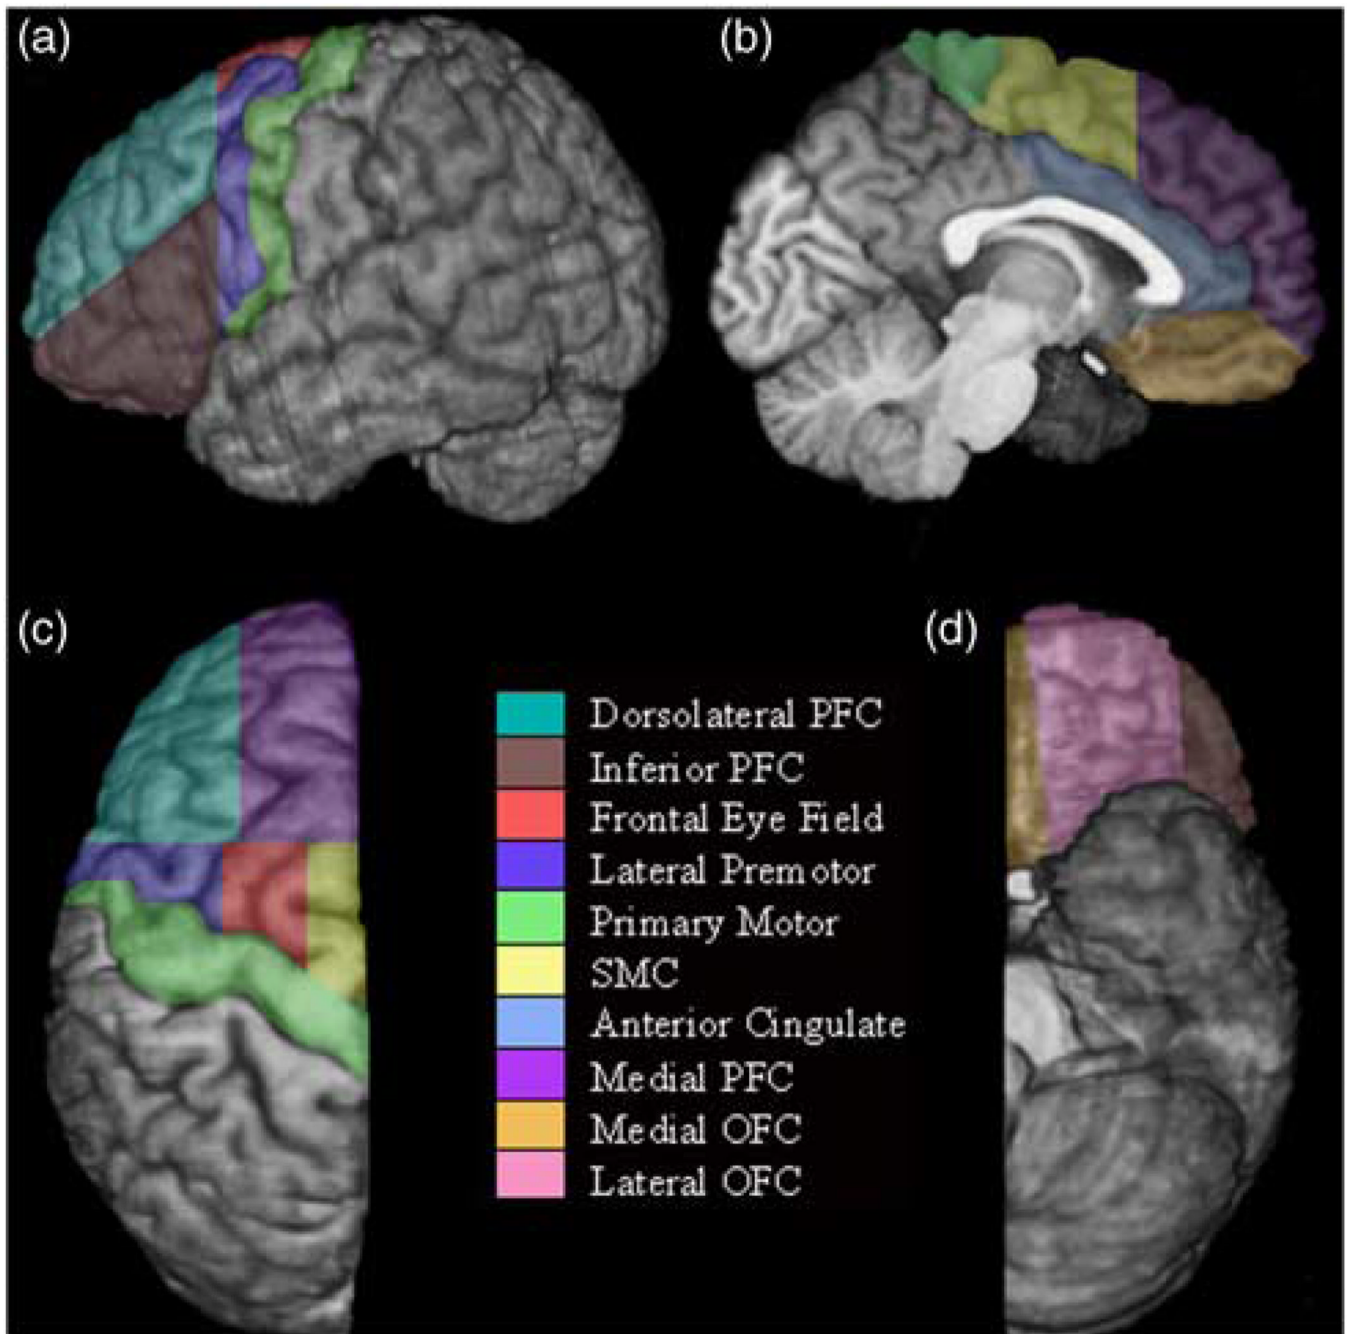 (a)
(b)
(c)
(d)
Dorsolateral PFC
Inferior PFC
Frontal Eye Field
Lateral Premotor
Primary Motor
SMC
Anterior Cingulate
Medial PFC
Medial OFC
Lateral OFC